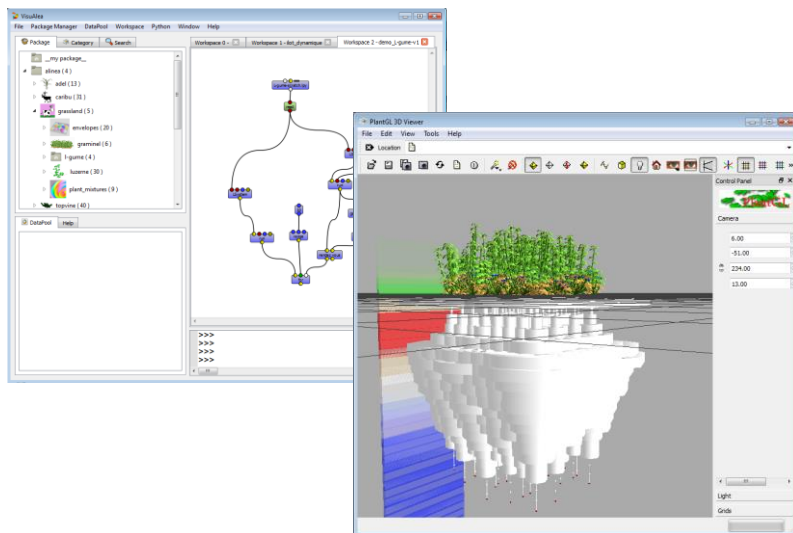 VisuAlea
File Package Manager DataPool Workspace Python Window Help
Package Category Search
Workspace 0 - Workspace 1 - Ast_dynamique Workspace 2 - demo_L-gume-v1
__my package__
alinea ( 4 )
adel ( 13 )
caribu ( 31 )
grassland ( 5 )
envelopes ( 20 )
graminel ( 6 )
l-gume ( 4 )
luzerne ( 30 )
plant_mixtures ( 9 )
topvine ( 40 )
DataPool Help
>>>
>>>
>>>
>>>
PlantGL 3D Viewer
File Edit View Tools Help
Location
Control Panel
Camera
6.00
-51.00
234.00
13.00
Light
Grids